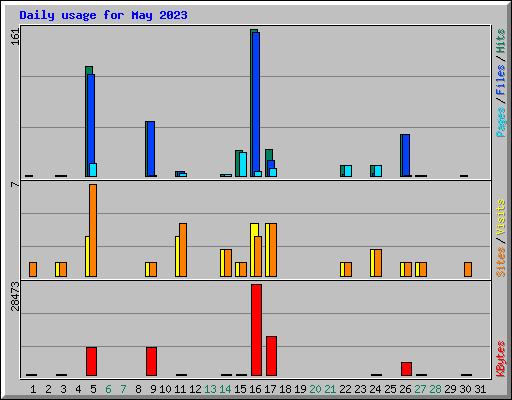 Daily usage for May 2023
161
7
28473
Pages / Files / Hits
Sites / Visits
KBytes
1 2 3 4 5 6 7 8 9 10 11 12 13 14 15 16 17 18 19 20 21 22 23 24 25 26 27 28 29 30 31